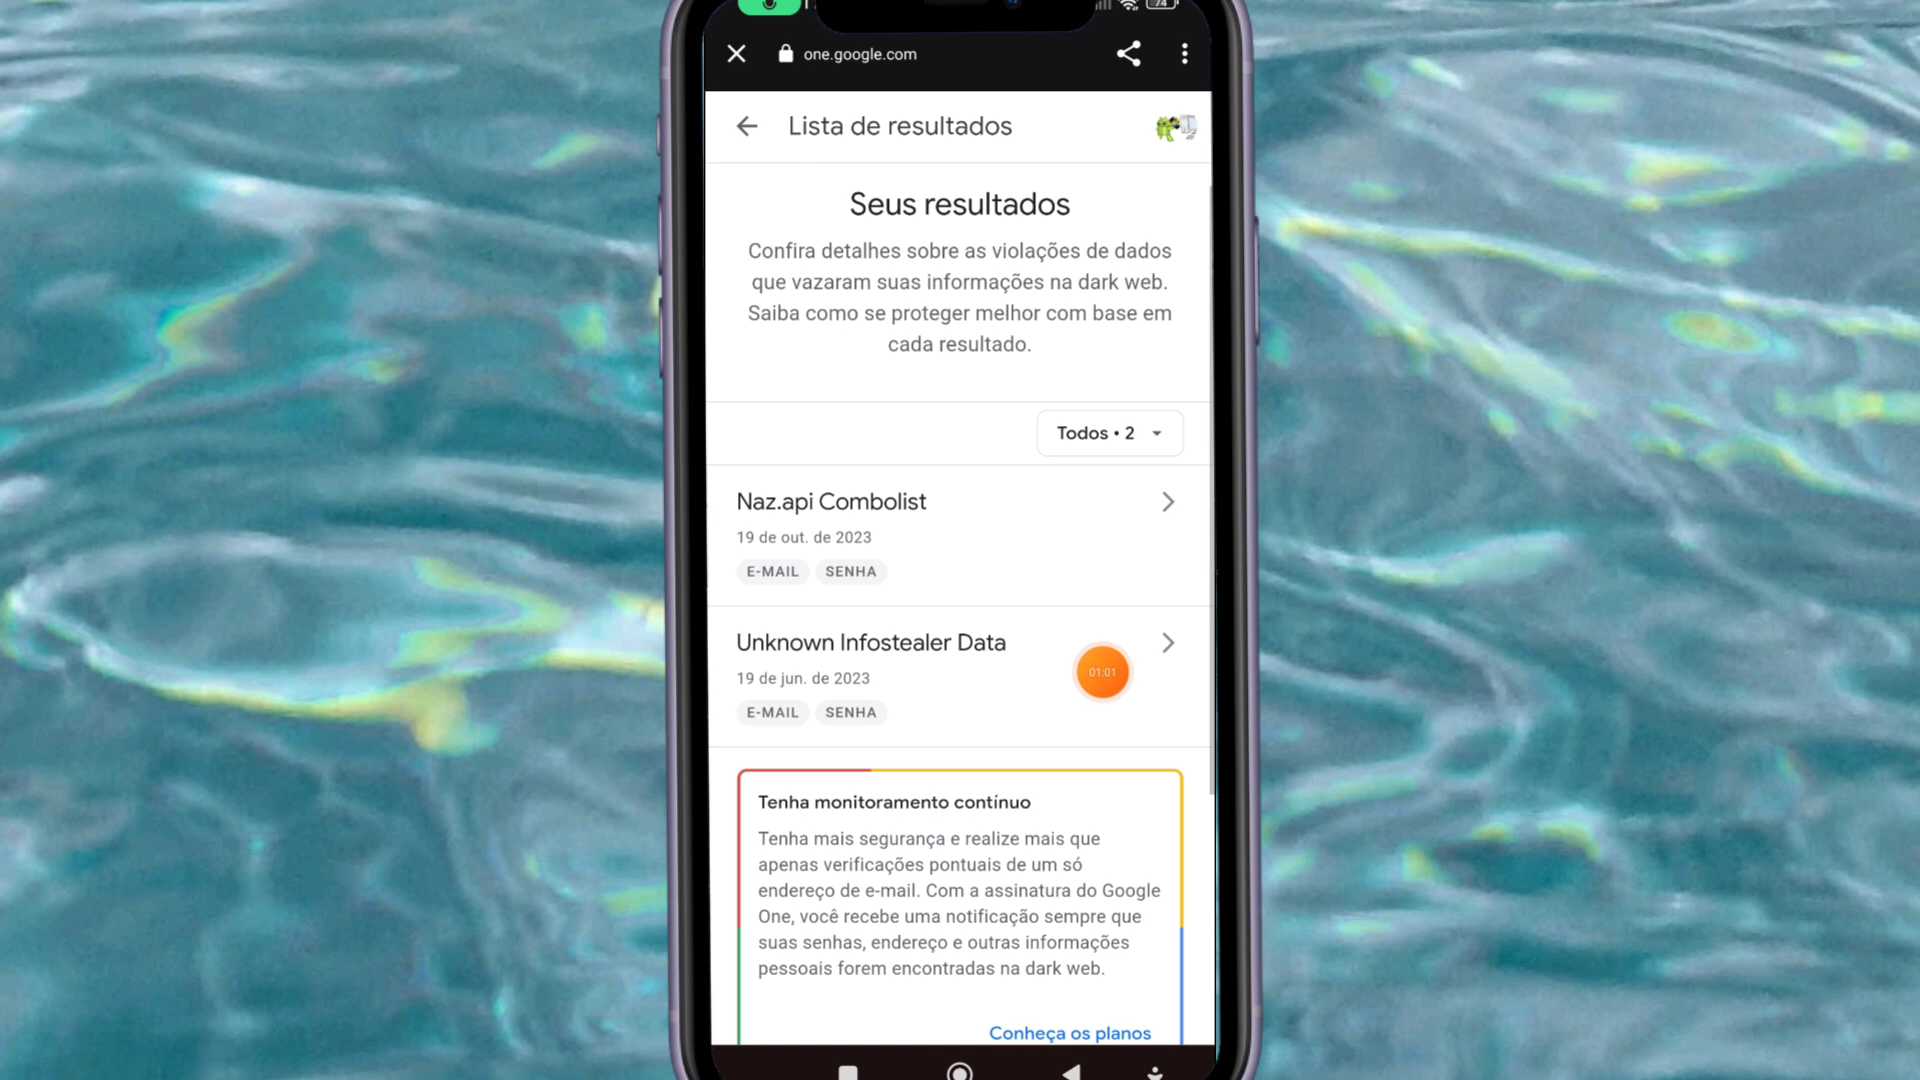 74
one.google.com
Lista de resultados
Seus resultados
Confira detalhes sobre as violações de dados
que vazaram suas informações na dark web.
Saiba como se proteger melhor com base em
cada resultado.
Todos • 2
Naz.api Combolist
19 de out. de 2023
E-MAIL SENHA
Unknown Infostealer Data
01:01
19 de jun. de 2023
E-MAIL SENHA
Tenha monitoramento contínuo
Tenha mais segurança e realize mais que
apenas verificações pontuais de um só
endereço de e-mail. Com a assinatura do Google
One, você recebe uma notificação sempre que
suas senhas, endereço e outras informações
pessoais forem encontradas na dark web.
Conheça os planos